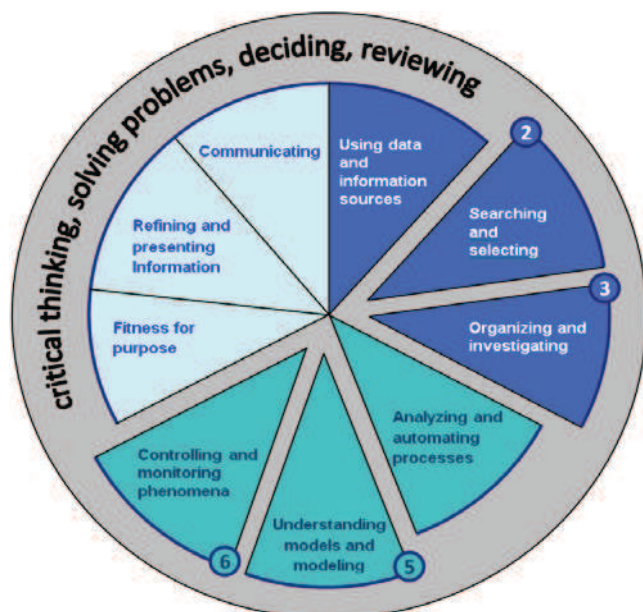 critical thinking, solving problems, deciding, reviewing
Communicating
Using data
and
information
sources
2
Searching
and
selecting
3
Organizing and
investigating
Analyzing and
automating
processes
5
Understanding
models and
modeling
6
Controlling and
monitoring
phenomena
Fitness for
purpose
Refining and
presenting
Information